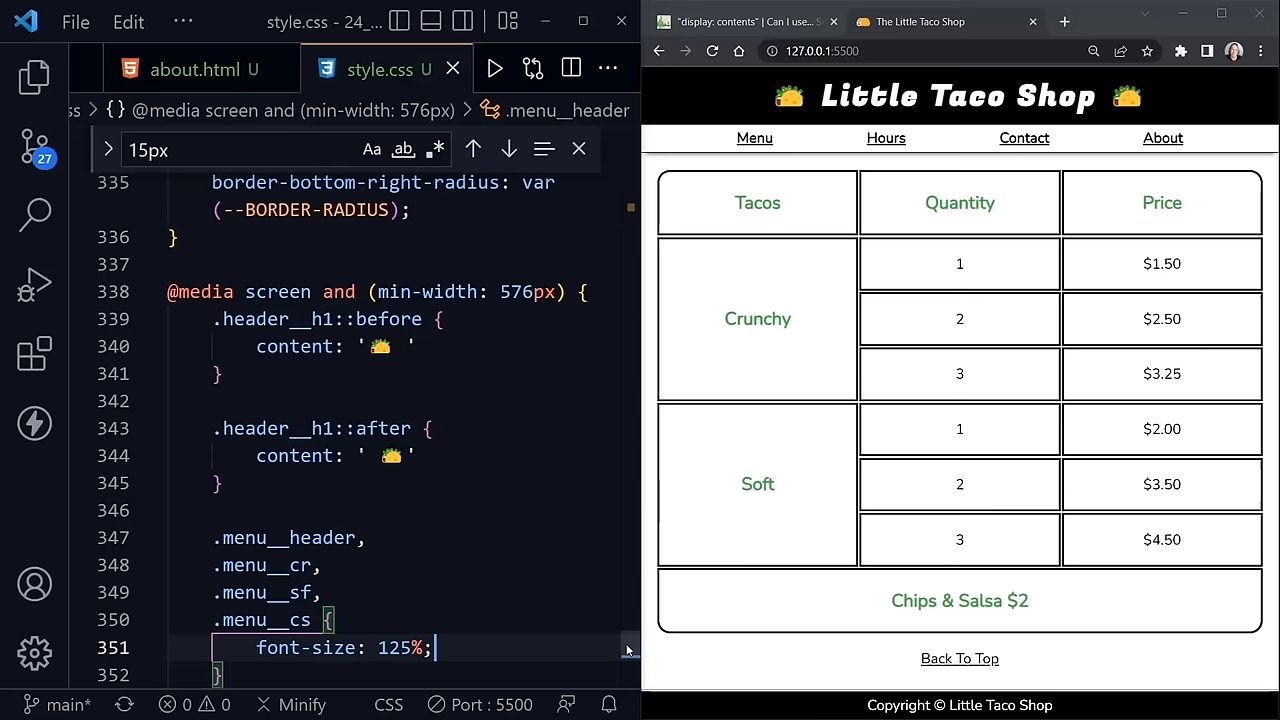 File Edit ··· style.css - 24_...
about.html U style.css U
ss > {} @media screen and (min-width: 576px) > .menu__header
15px Aa ab .*
335 border-bottom-right-radius: var
(--BORDER-RADIUS);
336 }
337
338 @media screen and (min-width: 576px) {
339 .header__h1::before {
340 content: '🌮 '
341 }
342
343 .header__h1::after {
344 content: ' 🌮'
345 }
346
347 .menu__header,
348 .menu__cr,
349 .menu__sf,
350 .menu__cs {
351 font-size: 125%;
352 }
27
main* 0 0 Minify CSS Port : 5500
"display: contents" | Can I use... S The Little Taco Shop
127.0.0.1:5500
🌮 Little Taco Shop 🌮
Menu Hours Contact About
Tacos Quantity Price
Crunchy
1 $1.50
2 $2.50
3 $3.25
Soft
1 $2.00
2 $3.50
3 $4.50
Chips & Salsa $2
Back To Top
Copyright © Little Taco Shop